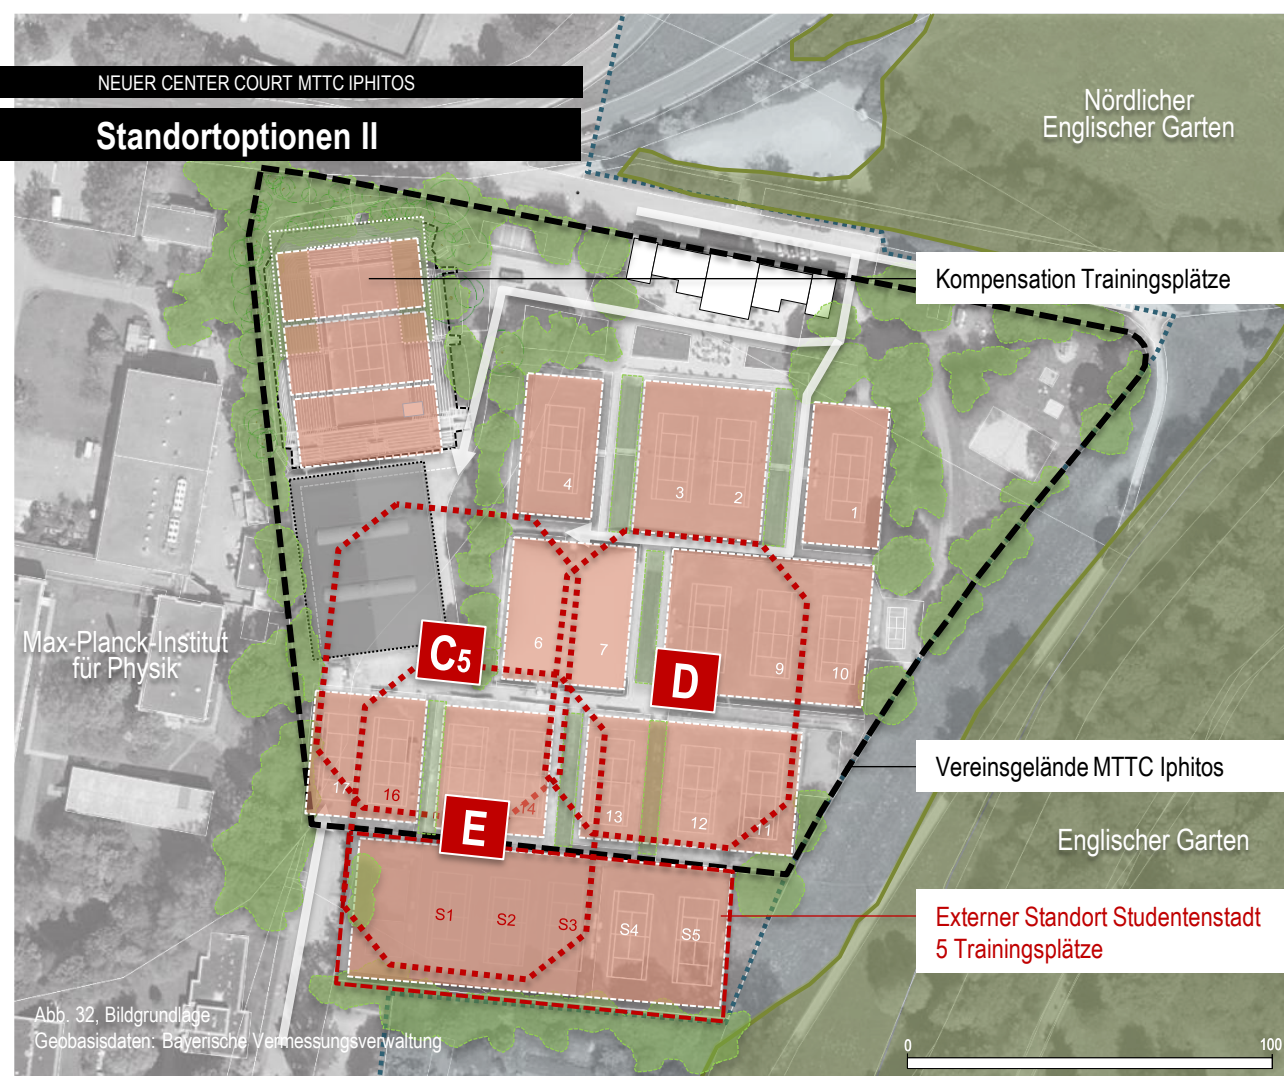 NEUER CENTER COURT MTTC IPHITOS
Standortoptionen II
Nördlicher
Englischer Garten
Kompensation Trainingsplätze
4
3
2
1
6
7
9
10
C5
D
Max-Planck-Institut
für Physik
17
16
14
13
12
11
E
Vereinsgelände MTTC Iphitos
Englischer Garten
S1
S2
S3
S4
S5
Externer Standort Studentenstadt
5 Trainingsplätze
Abb. 32, Bildgrundlage
Geobasisdaten: Bayerische Vermessungsverwaltung
0
100